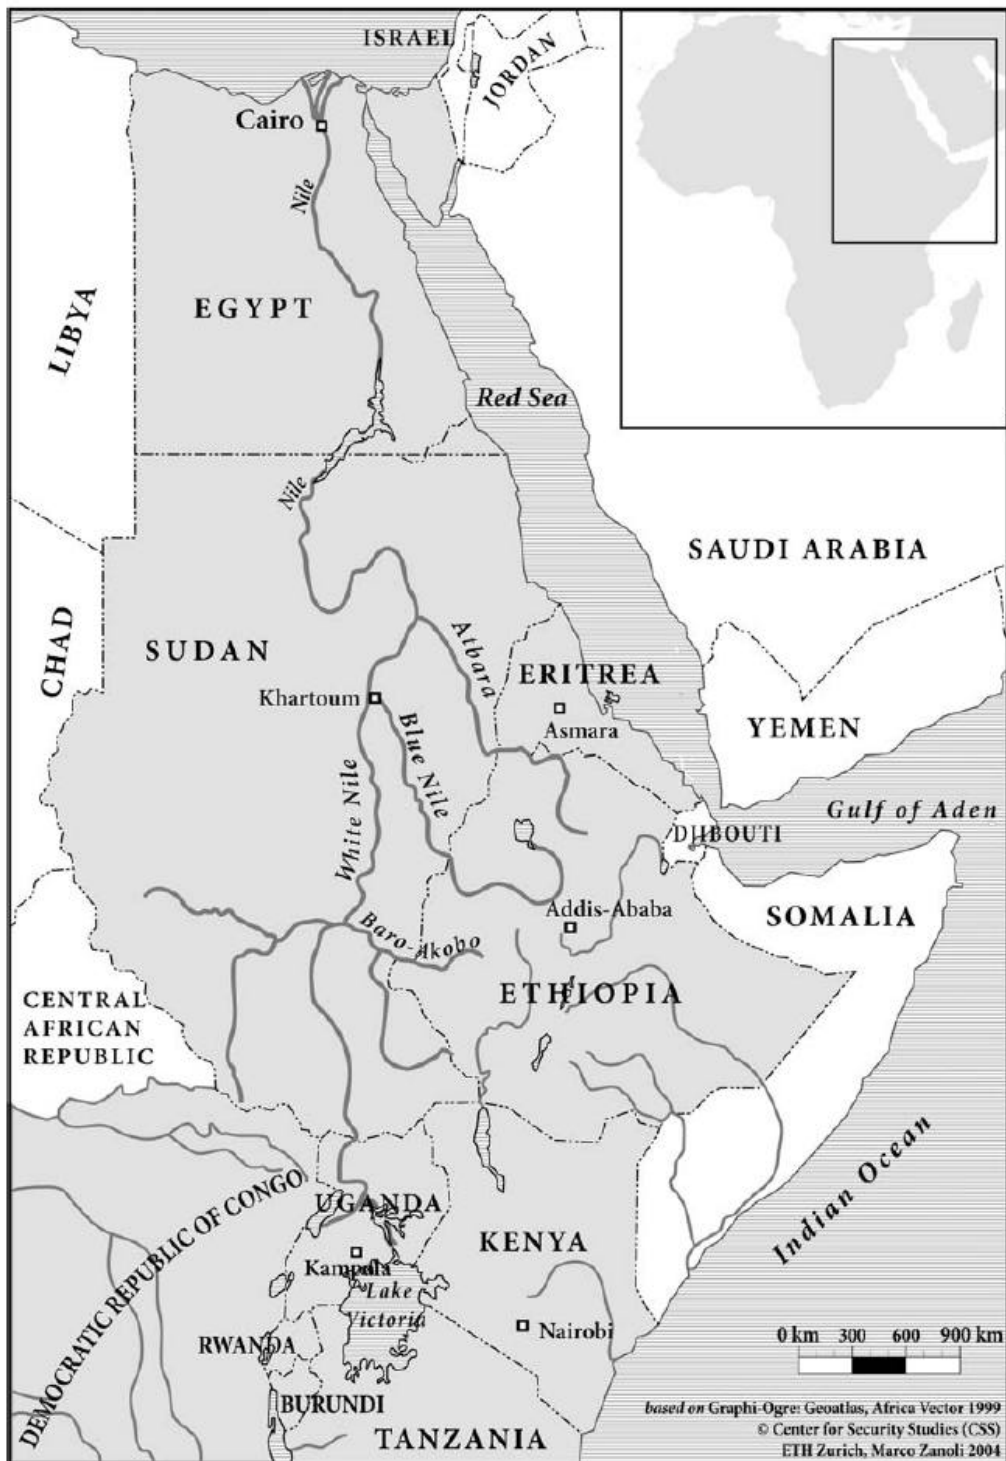 ISRAEL
JORDAN
Cairo
Nile
EGYPT
LIBYA
Red Sea
Nile
SAUDI ARABIA
CHAD
SUDAN
Atbara
ERITREA
Khartoum
Asmara
YEMEN
Blue Nile
White Nile
Gulf of Aden
DJIBOUTI
Addis-Ababa
SOMALIA
Baro-Akobo
ETHIOPIA
CENTRAL
AFRICAN
REPUBLIC
DEMOCRATIC REPUBLIC OF CONGO
UGANDA
KENYA
Indian Ocean
Kampala
Lake
Victoria
Nairobi
RWANDA
BURUNDI
TANZANIA
0 km 300 600 900 km
based on Graphi-Ogre: Geoatlas, Africa Vector 1999
© Center for Security Studies (CSS)
ETH Zurich, Marco Zanoli 2004